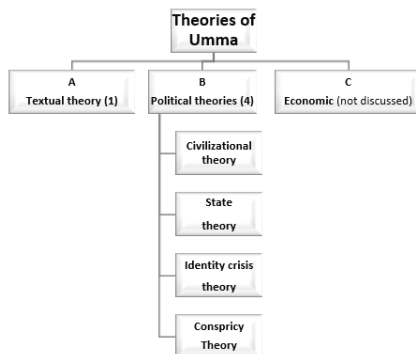 Theories of
Umma
A
Textual theory (1)
B
Political theories (4)
C
Economic (not discussed)
Civilizational
theory
State
theory
Identity crisis
theory
Conspricy
Theory